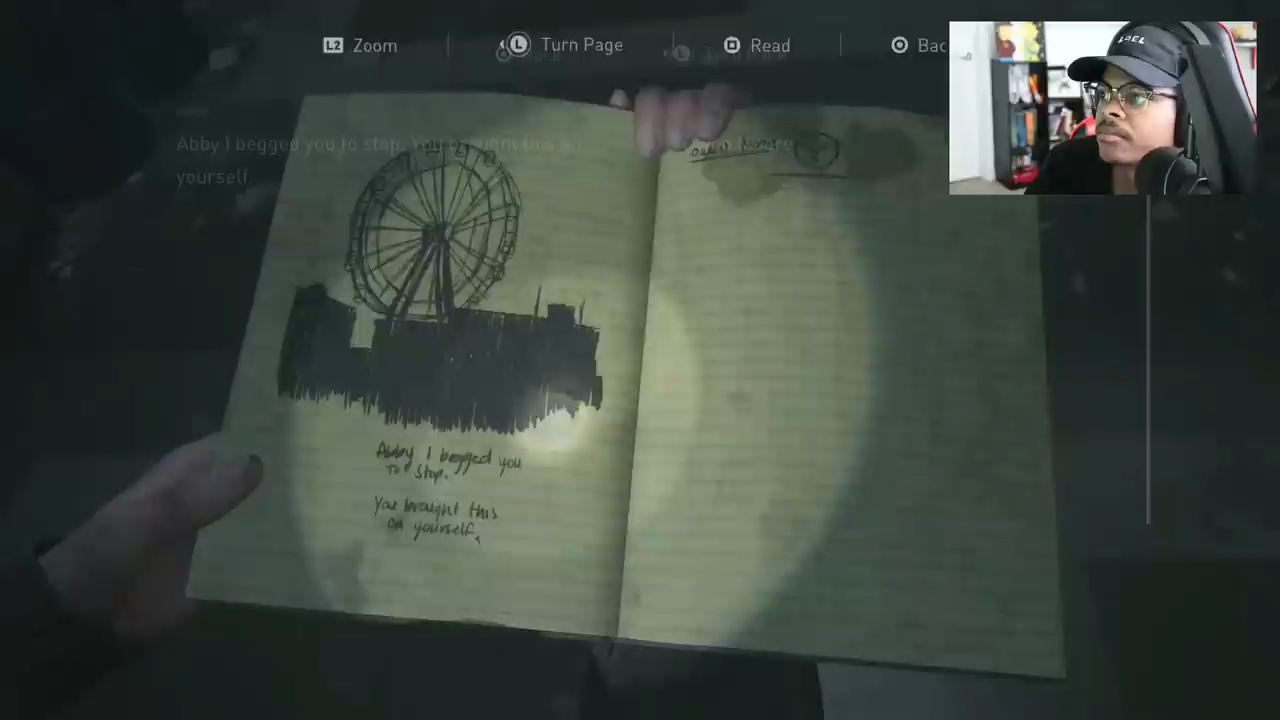 L2 Zoom
L Turn Page
Read
Bac
Abby I begged you to stop. You brought this on
yourself.
Abby I begged you
To Stop.
You brought this
on yourself.